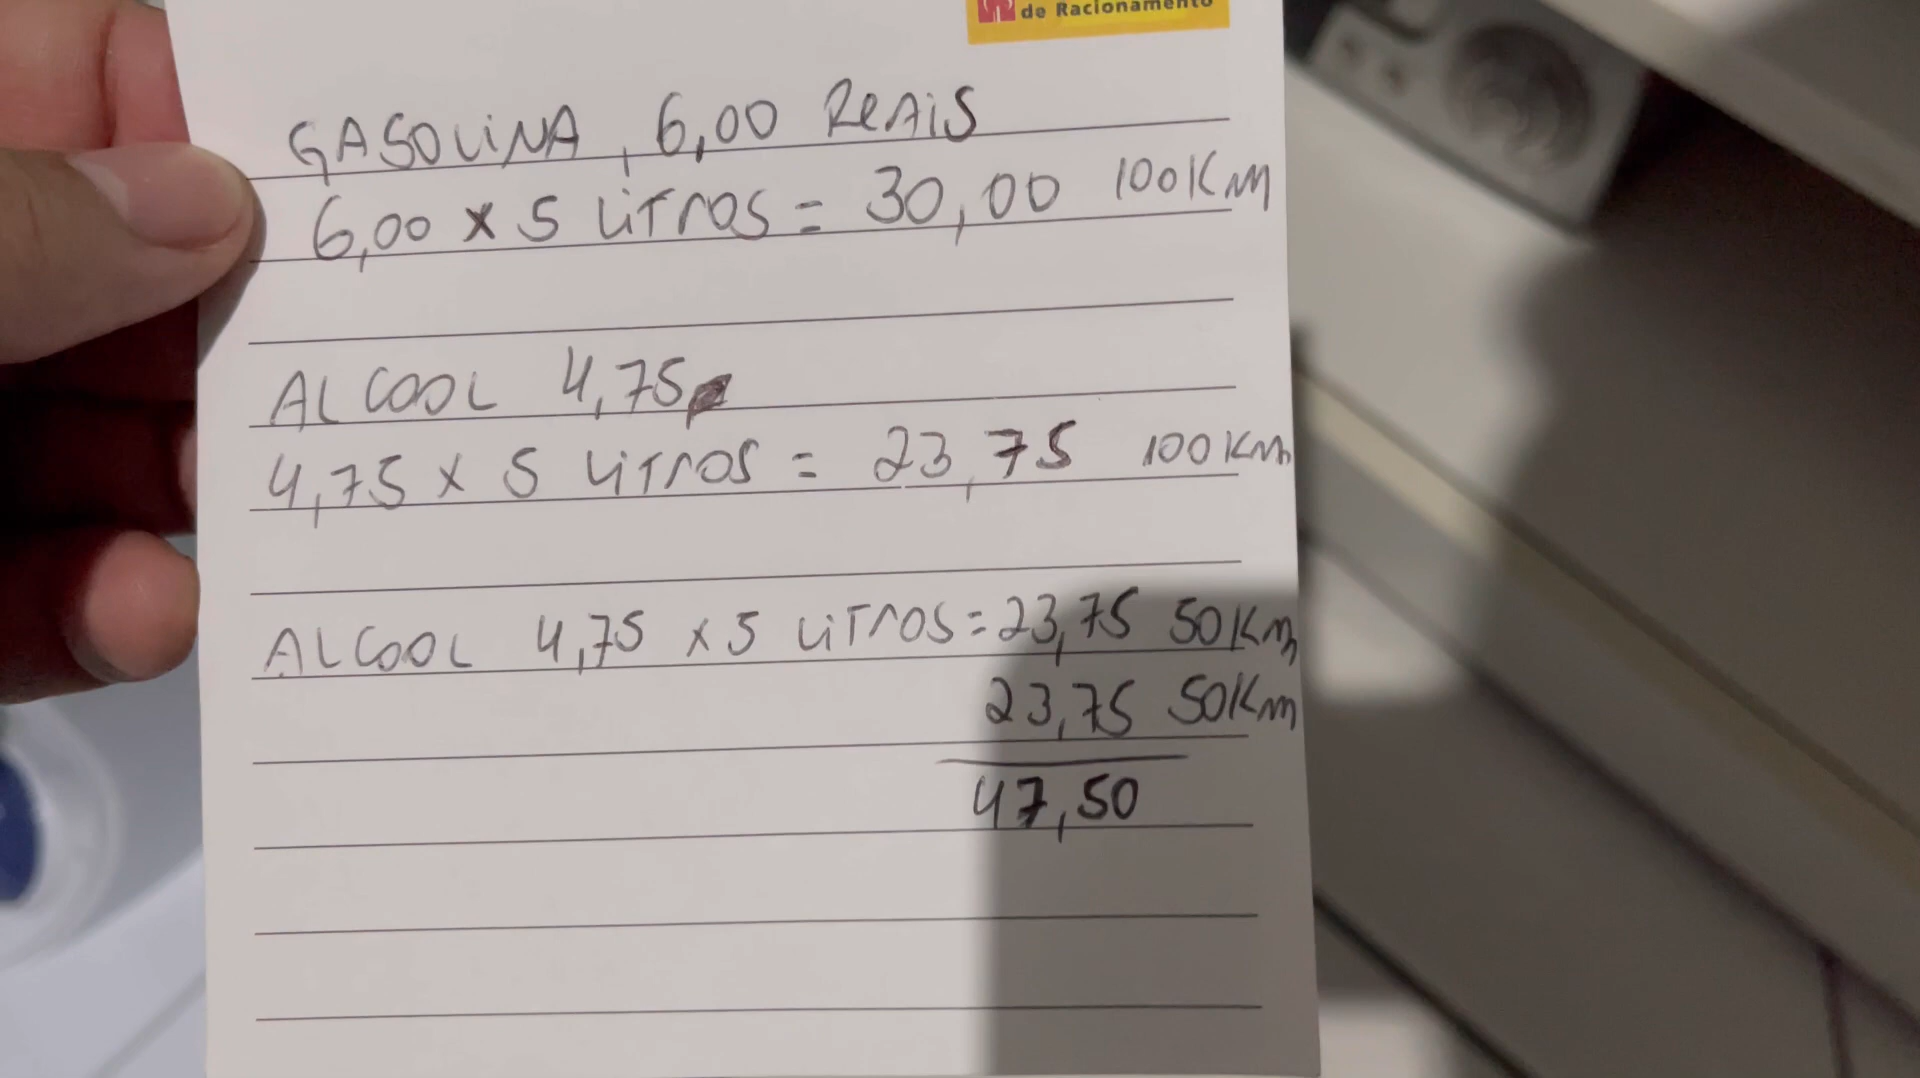 de Racionamento
GASOLINA, 6,00 REAIS
6,00 x 5 LITROS = 30,00 100KM
ALCOOL 4,75
4,75 x 5 LITROS = 23,75 100KM
ALCOOL 4,75 x 5 LITROS = 23,75 50KM
23,75 50KM
47,50